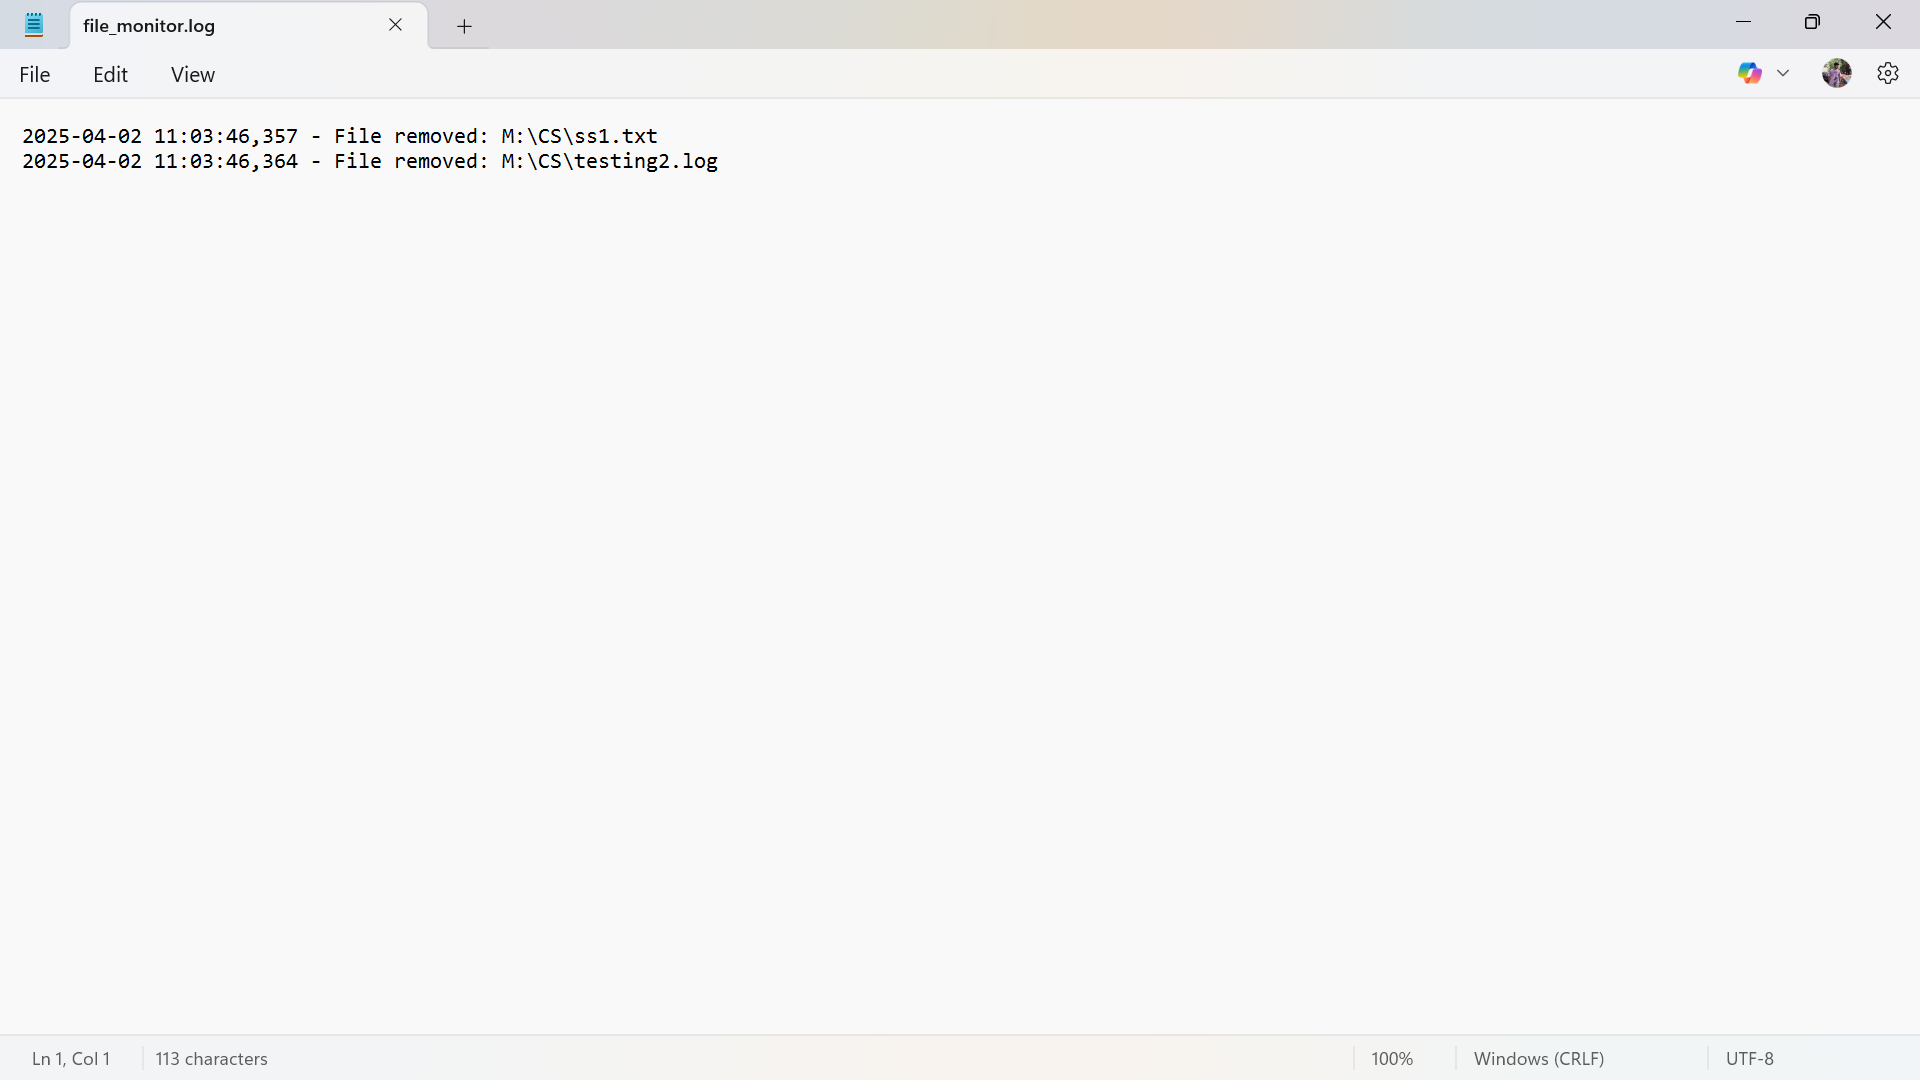 file_monitor.log
File Edit View
2025-04-02 11:03:46,357 - File removed: M:\CS\ss1.txt
2025-04-02 11:03:46,364 - File removed: M:\CS\testing2.log
Ln 1, Col 1 113 characters 100% Windows (CRLF) UTF-8